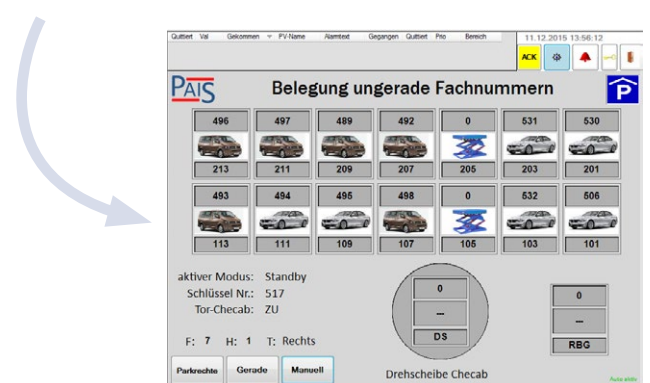 Quittiert Val Gekommen PV-Name Alarmtext Gegangen Quittiert Prio Bereich
11.12.2015 13:56:12
ACK
PAIS Belegung ungerade Fachnummern P
496 497 489 492 0 531 530
213 211 209 207 205 203 201
493 494 495 498 0 532 506
113 111 109 107 105 103 101
aktiver Modus: Standby
Schlüssel Nr.: 517
Tor-Checab: ZU
F: 7 H: 1 T: Rechts
0
--
DS
0
--
RBG
Parkrechte Gerade Manuell
Drehscheibe Checab
Auto aktiv